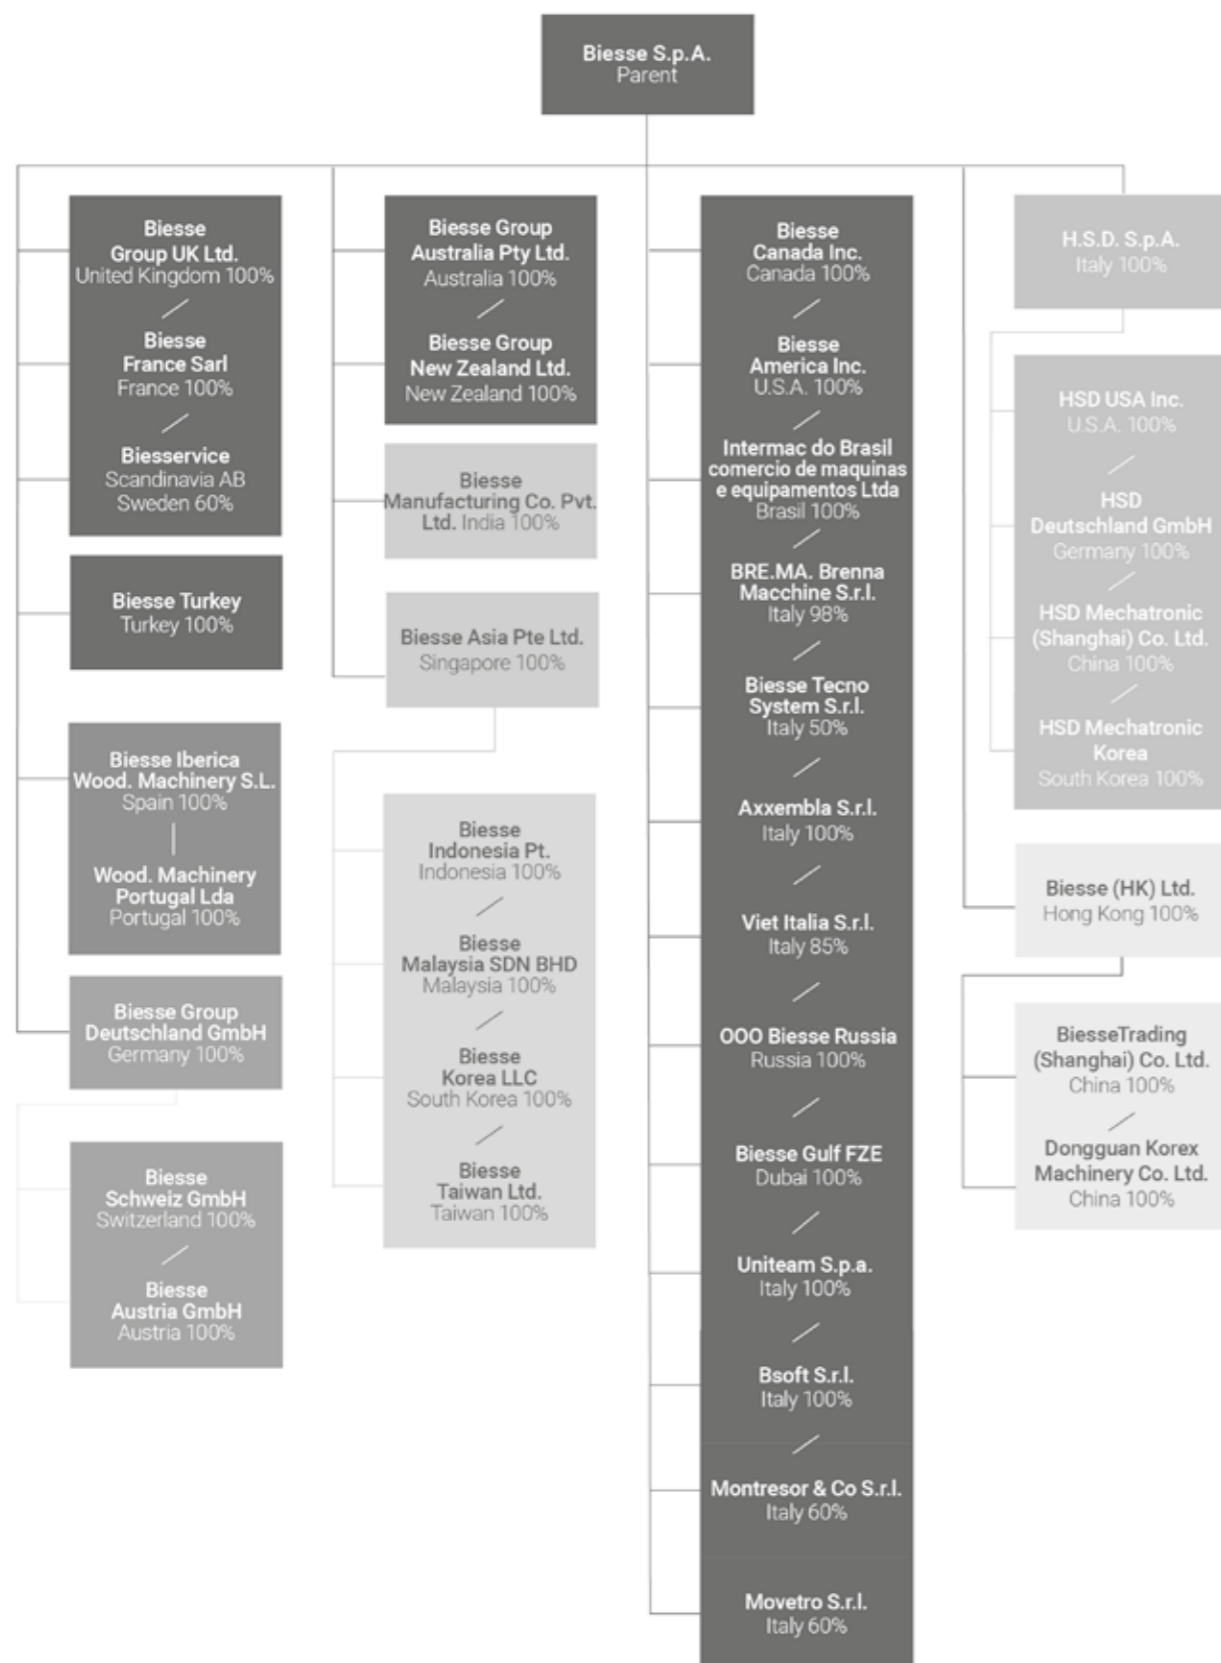 Biesse S.p.A.
Parent
Biesse
Group UK Ltd.
United Kingdom 100%
Biesse
France Sarl
France 100%
Biesservice
Scandinavia AB
Sweden 60%
Biesse Turkey
Turkey 100%
Biesse Iberica
Wood. Machinery S.L.
Spain 100%
Wood. Machinery
Portugal Lda
Portugal 100%
Biesse Group
Deutschland GmbH
Germany 100%
Biesse
Schweiz GmbH
Switzerland 100%
Biesse
Austria GmbH
Austria 100%
Biesse Group
Australia Pty Ltd.
Australia 100%
Biesse Group
New Zealand Ltd.
New Zealand 100%
Biesse
Manufacturing Co. Pvt.
Ltd. India 100%
Biesse Asia Pte Ltd.
Singapore 100%
Biesse
Indonesia Pt.
Indonesia 100%
Biesse
Malaysia SDN BHD
Malaysia 100%
Biesse
Korea LLC
South Korea 100%
Biesse
Taiwan Ltd.
Taiwan 100%
Biesse
Canada Inc.
Canada 100%
Biesse
America Inc.
U.S.A. 100%
Intermac do Brasil
comercio de maquinas
e equipamentos Ltda
Brasil 100%
BRE.MA. Brenna
Macchine S.r.l.
Italy 98%
Biesse Tecno
System S.r.l.
Italy 50%
Axxembla S.r.l.
Italy 100%
Viet Italia S.r.l.
Italy 85%
OOO Biesse Russia
Russia 100%
Biesse Gulf FZE
Dubai 100%
Uniteam S.p.a.
Italy 100%
Bsoft S.r.l.
Italy 100%
Montresor & Co S.r.l.
Italy 60%
Movetro S.r.l.
Italy 60%
H.S.D. S.p.A.
Italy 100%
HSD USA Inc.
U.S.A. 100%
HSD
Deutschland GmbH
Germany 100%
HSD Mechatronic
(Shanghai) Co. Ltd.
China 100%
HSD Mechatronic
Korea
South Korea 100%
Biesse (HK) Ltd.
Hong Kong 100%
BiesseTrading
(Shanghai) Co. Ltd.
China 100%
Dongguan Korex
Machinery Co. Ltd.
China 100%